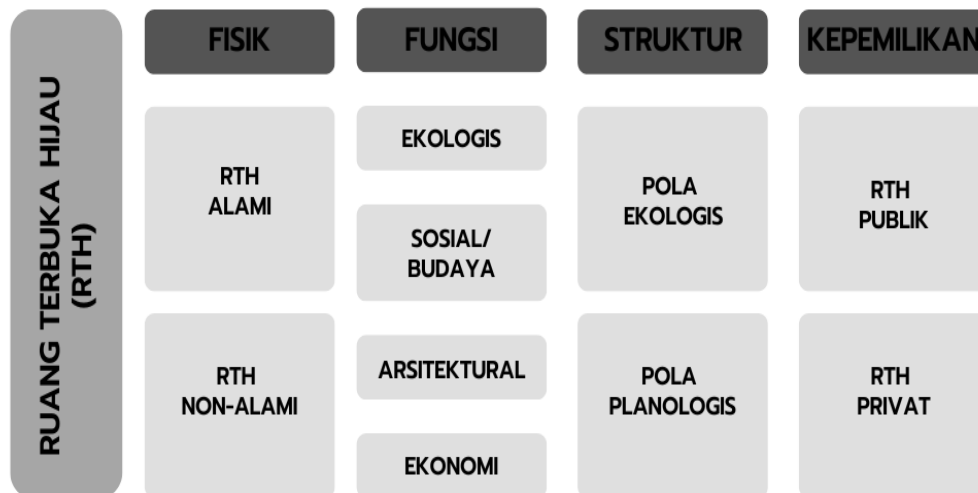 RUANG TERBUKA HIJAU
(RTH)
FISIK
FUNGSI
STRUKTUR
KEPEMILIKAN
RTH
ALAMI
RTH
NON-ALAMI
EKOLOGIS
SOSIAL/
BUDAYA
ARSITEKTURAL
EKONOMI
POLA
EKOLOGIS
POLA
PLANOLOGIS
RTH
PUBLIK
RTH
PRIVAT